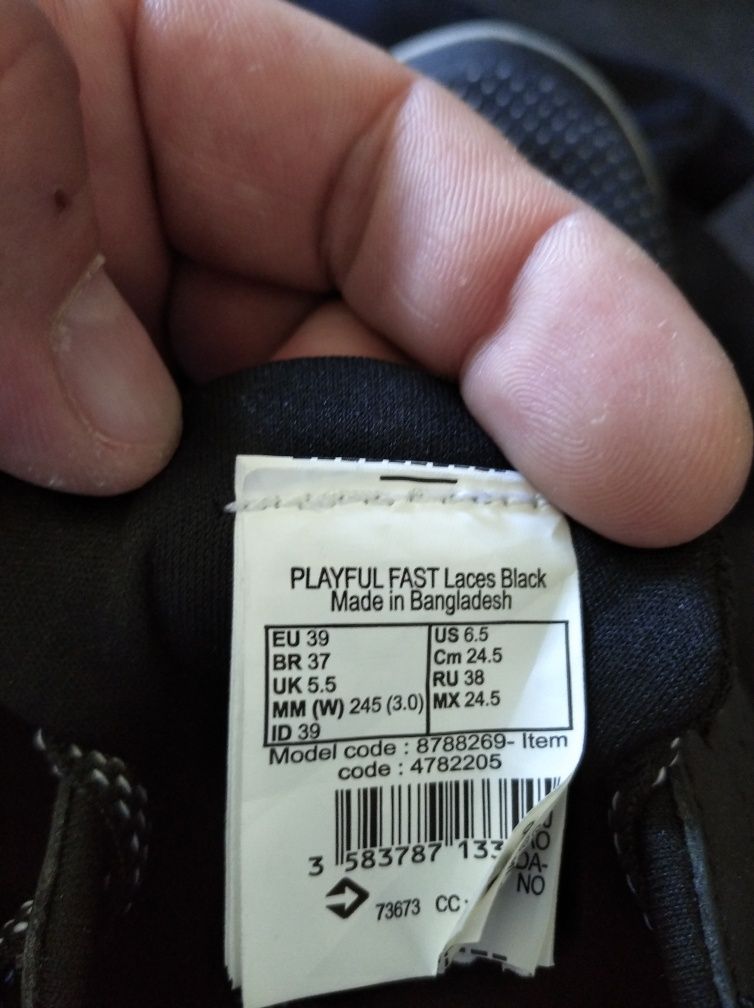 PLAYFUL FAST Laces Black
Made in Bangladesh
EU 39
BR 37
UK 5.5
MM (W) 245 (3.0)
ID 39
US 6.5
Cm 24.5
RU 38
MX 24.5
Model code : 8788269- Item
code : 4782205
3 583787 133
73673 CC
DA-
NO